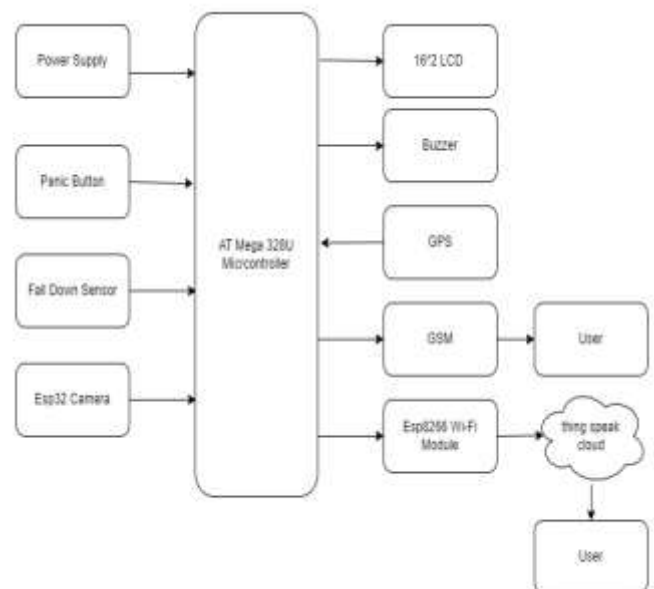 Power Supply
16*2 LCD
Panic Button
Buzzer
AT Mega 328U
Micrcontroller
GPS
Fall Down Sensor
GSM
User
Esp32 Camera
Esp8266 Wi-Fi
Module
thing speak
cloud
User